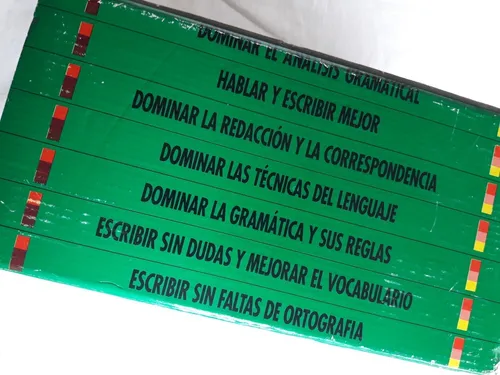 DOMINAR EL ANÁLISIS GRAMATICAL
HABLAR Y ESCRIBIR MEJOR
DOMINAR LA REDACCIÓN Y LA CORRESPONDENCIA
DOMINAR LAS TÉCNICAS DEL LENGUAJE
DOMINAR LA GRAMÁTICA Y SUS REGLAS
ESCRIBIR SIN DUDAS Y MEJORAR EL VOCABULARIO
ESCRIBIR SIN FALTAS DE ORTOGRAFIA